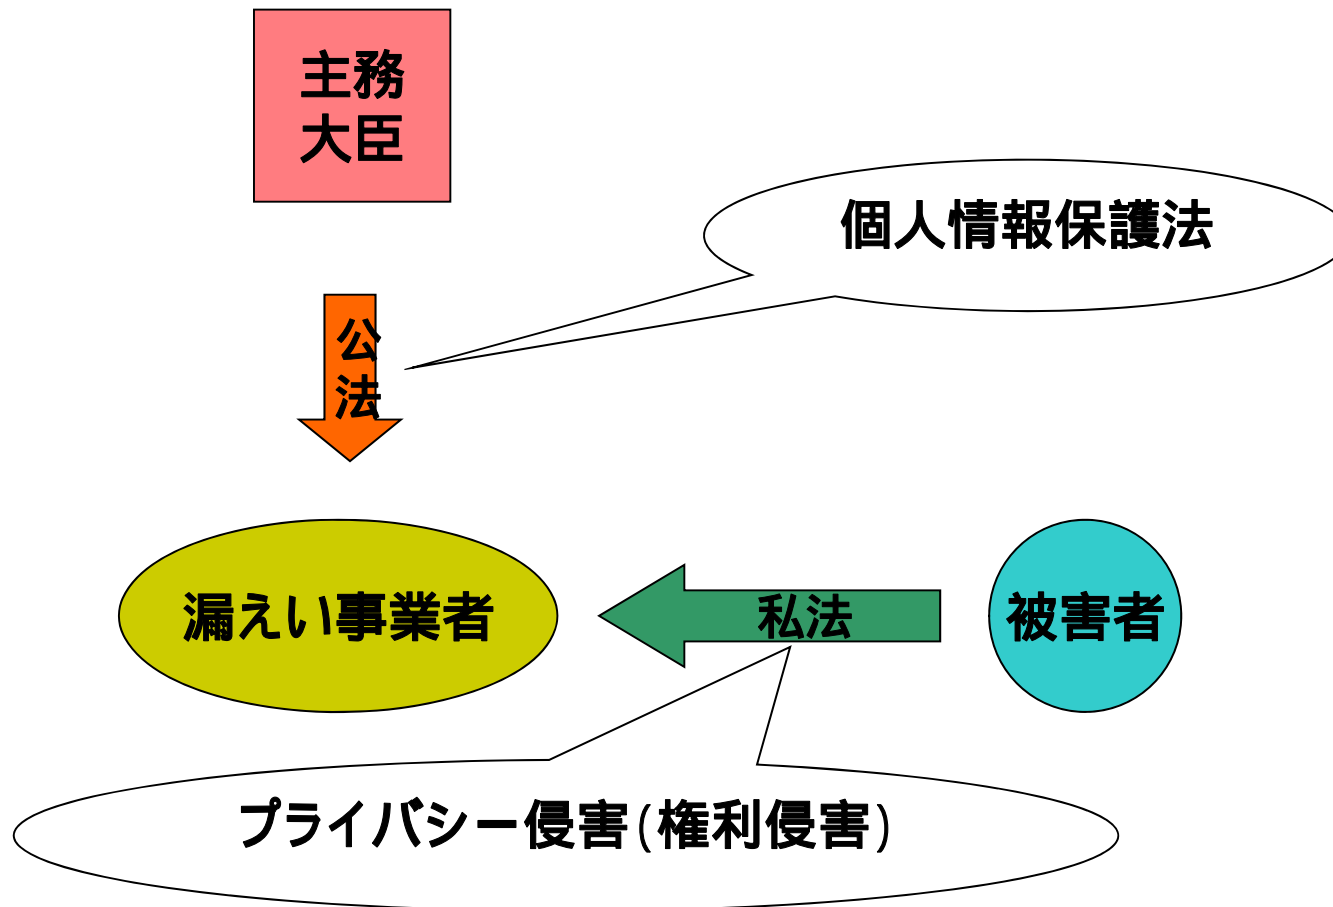 主務
大臣
個人情報保護法
公
法
漏えい事業者
私法
被害者
プライバシー侵害(権利侵害)